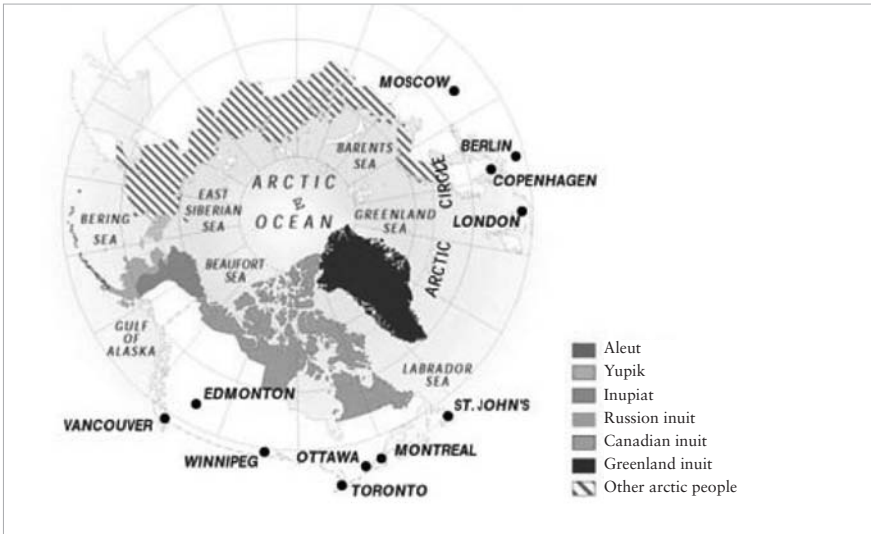 MOSCOW
BERLIN
COPENHAGEN
LONDON
BARENTS
SEA
ARCTIC
OCEAN
GREENLAND
SEA
ARCTIC CIRCLE
EAST
SIBERIAN
SEA
BERING
SEA
BEAUFORT
SEA
GULF
OF
ALASKA
LABRADOR
SEA
EDMONTON
VANCOUVER
WINNIPEG
OTTAWA
MONTREAL
TORONTO
ST. JOHN'S
Aleut
Yupik
Inupiat
Russion inuit
Canadian inuit
Greenland inuit
Other arctic people